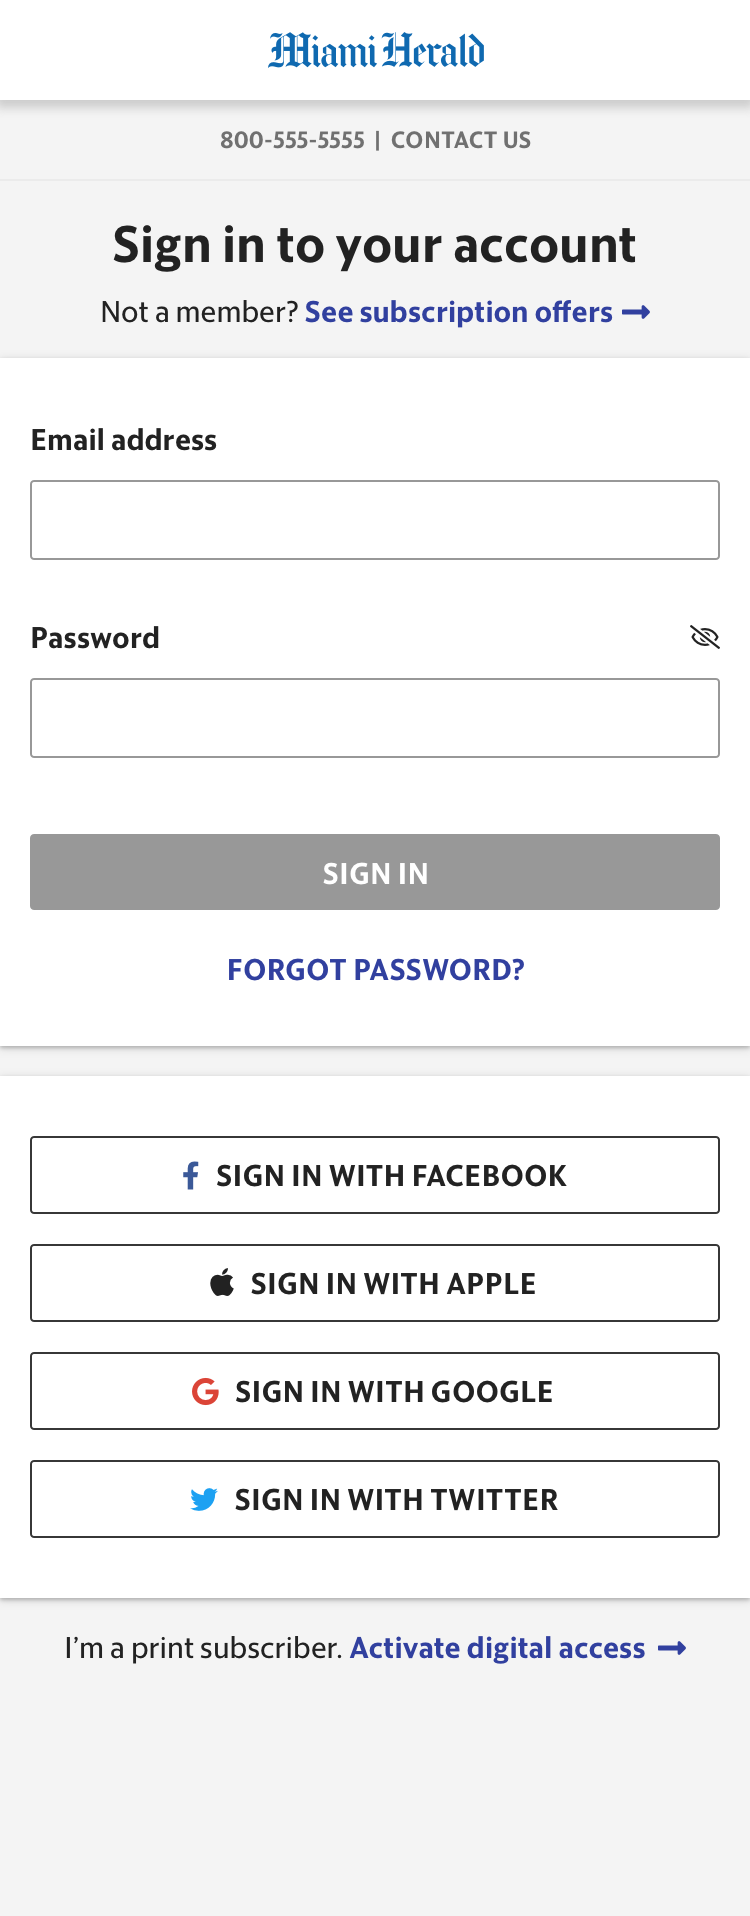 Miami Herald
800-555-5555 | CONTACT US
Sign in to your account
Not a member? See subscription offers →
Email address
Password
SIGN IN
FORGOT PASSWORD?
SIGN IN WITH FACEBOOK
SIGN IN WITH APPLE
SIGN IN WITH GOOGLE
SIGN IN WITH TWITTER
I’m a print subscriber. Activate digital access →